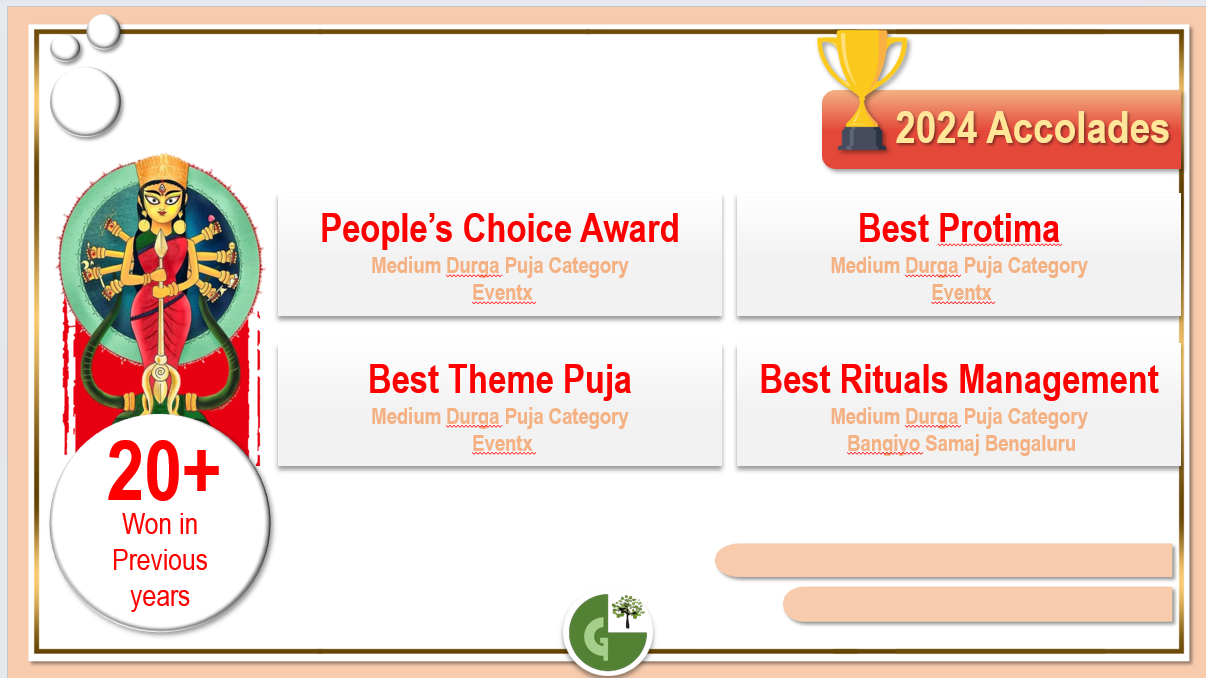 2024 Accolades
People's Choice Award
Medium Durga Puja Category
Eventx
Best Protima
Medium Durga Puja Category
Eventx
Best Theme Puja
Medium Durga Puja Category
Eventx
Best Rituals Management
Medium Durga Puja Category
Bangiyo Samaj Bengaluru
20+
Won in
Previous
years